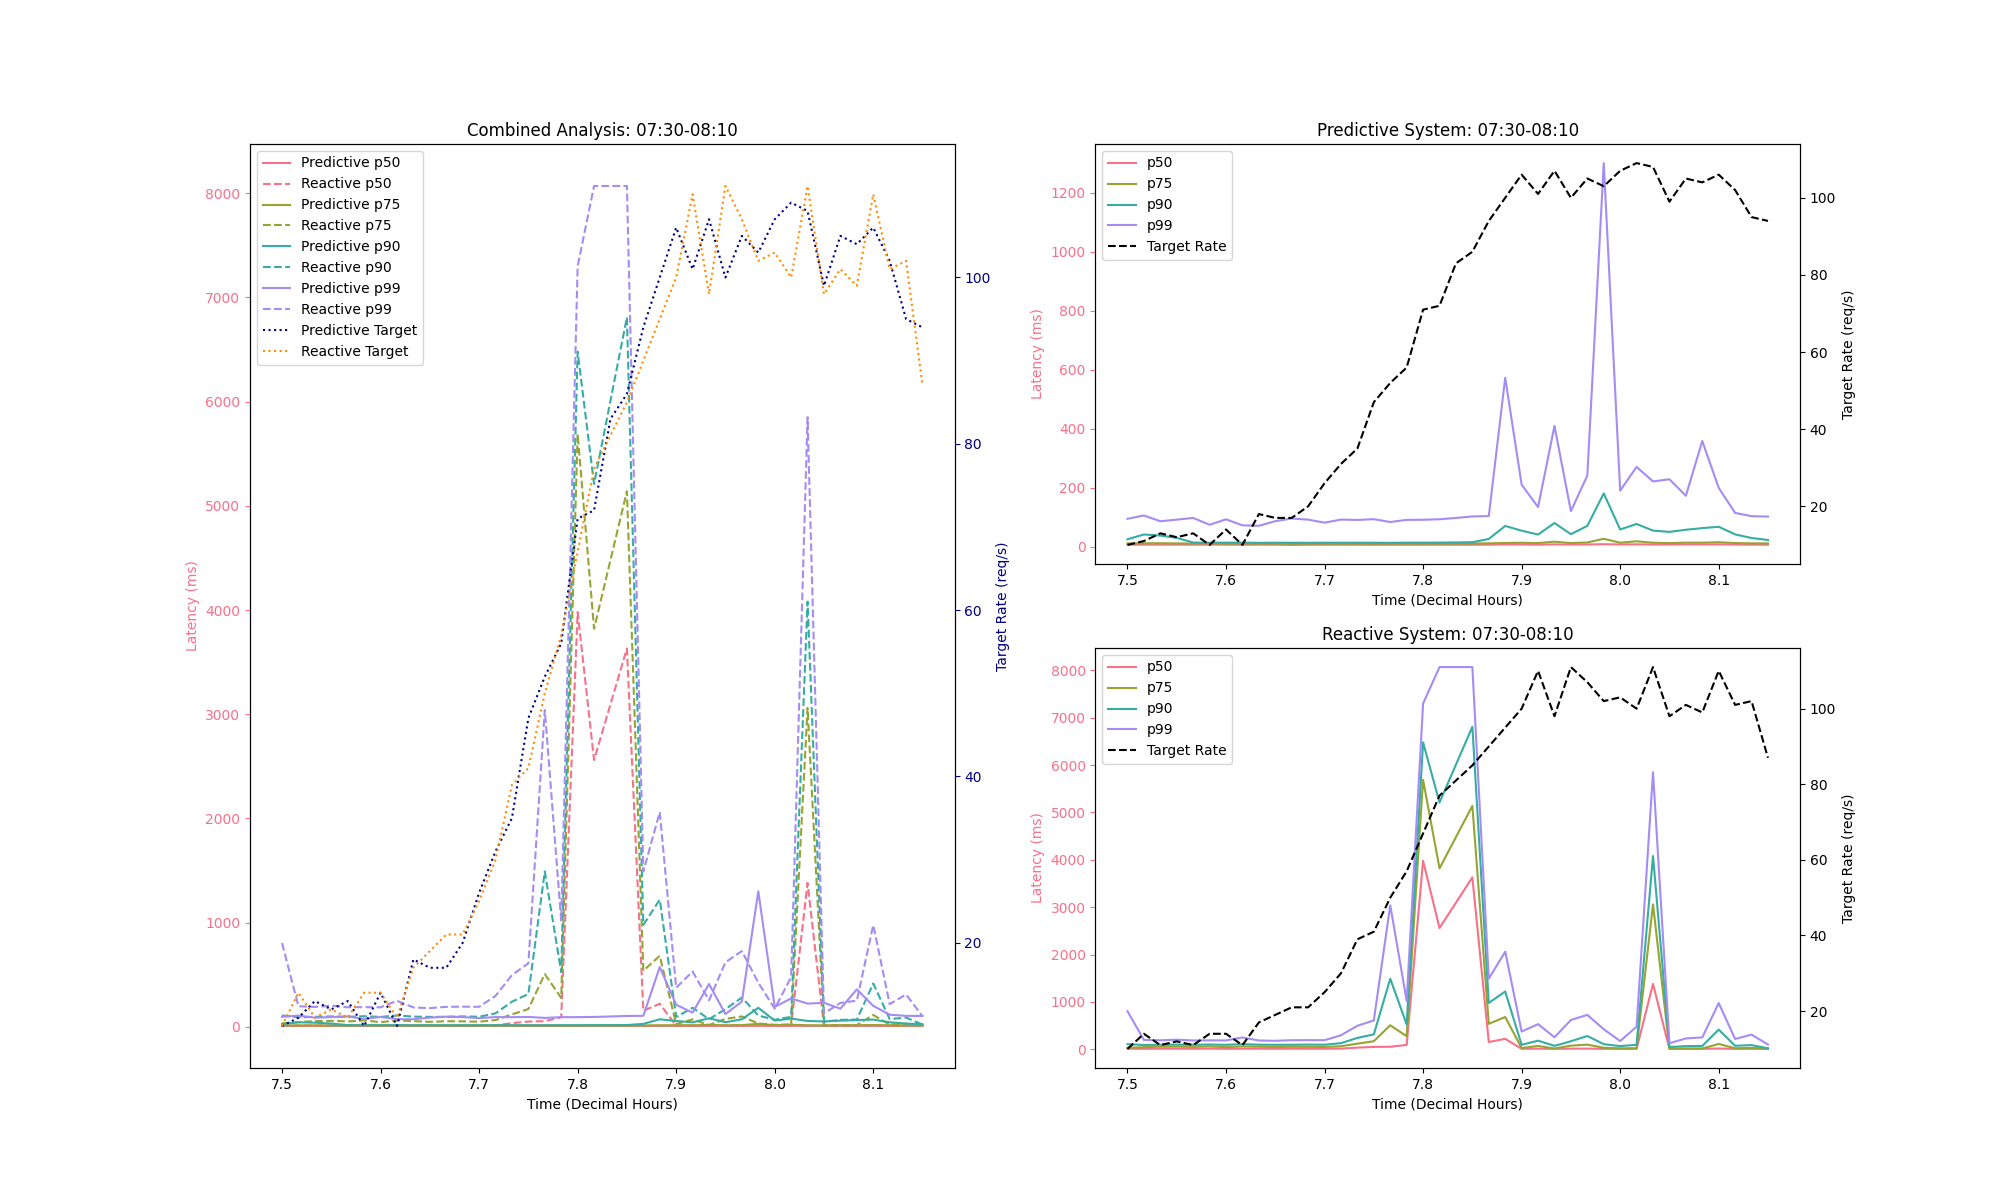 Combined Analysis: 07:30-08:10
Predictive p50
Reactive p50
Predictive p75
Reactive p75
Predictive p90
Reactive p90
Predictive p99
Reactive p99
Predictive Target
Reactive Target
8000
7000
6000
5000
4000
3000
2000
1000
0
Latency (ms)
100
80
60
40
20
Target Rate (req/s)
7.5 7.6 7.7 7.8 7.9 8.0 8.1
Time (Decimal Hours)
Predictive System: 07:30-08:10
p50
p75
p90
p99
Target Rate
1200
1000
800
600
400
200
0
Latency (ms)
100
80
60
40
20
Target Rate (req/s)
7.5 7.6 7.7 7.8 7.9 8.0 8.1
Time (Decimal Hours)
Reactive System: 07:30-08:10
p50
p75
p90
p99
Target Rate
8000
7000
6000
5000
4000
3000
2000
1000
0
Latency (ms)
100
80
60
40
20
Target Rate (req/s)
7.5 7.6 7.7 7.8 7.9 8.0 8.1
Time (Decimal Hours)